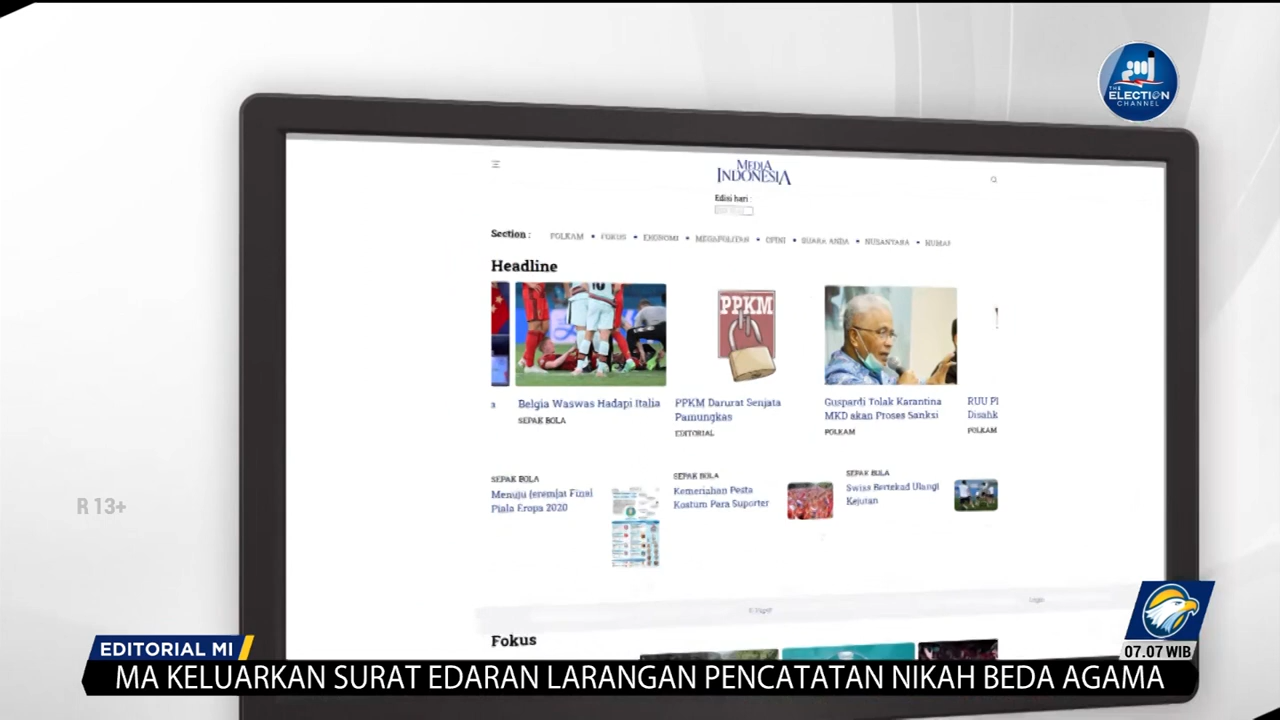 THE
ELECTION
CHANNEL
MEDIA
INDONESIA
Edisi hari :
Section : POLKAM • FOKUS • EKONOMI • MEGAPOLITAN • OPINI • SUARA ANDA • NUSANTARA • HUMAN
Headline
PPKM
Belgia Waswas Hadapi Italia
SEPAK BOLA
PPKM Darurat Senjata
Pamungkas
EDITORIAL
Guspardi Tolak Karantina
MKD akan Proses Sanksi
POLKAM
RUU P
Disahk
POLKAM
SEPAK BOLA
Menuju Jerempat Final
Piala Eropa 2020
SEPAK BOLA
Kemeriahan Pesta
Kostum Para Suporter
SEPAK BOLA
Swiss Bertekad Ulangi
Kejutan
R 13+
Login
Fokus
EDITORIAL MI
07.07 WIB
MA KELUARKAN SURAT EDARAN LARANGAN PENCATATAN NIKAH BEDA AGAMA